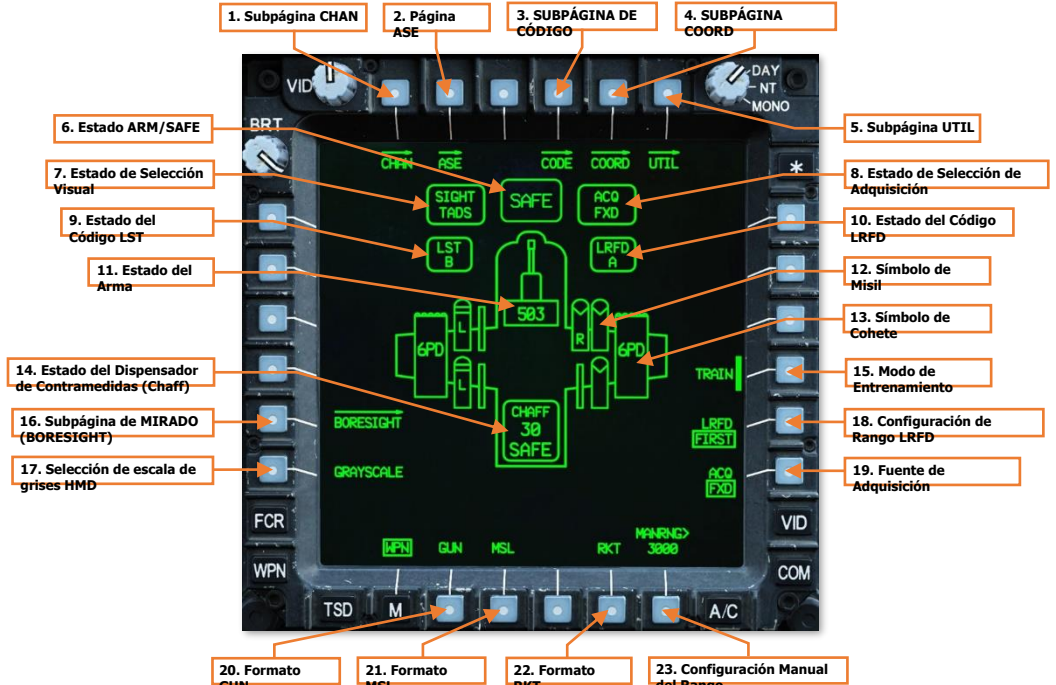 1. Subpágina CHAN
2. Página
ASE
3. SUBPÁGINA DE
CÓDIGO
4. SUBPÁGINA
COORD
VID
DAY
NT
MONO
6. Estado ARM/SAFE
BRT
5. Subpágina UTIL
CHAN
ASE
CODE
COORD
UTIL
*
7. Estado de Selección
Visual
SIGHT
TADS
SAFE
ACQ
FXD
8. Estado de Selección de
Adquisición
9. Estado del
Código LST
LST
B
LRFD
A
10. Estado del Código
LRFD
11. Estado del
Arma
12. Símbolo de
Misil
503
L
R
13. Símbolo de
Cohete
6PD
6PD
14. Estado del Dispensador
de Contramedidas (Chaff)
L
TRAIN
15. Modo de
Entrenamiento
16. Subpágina de MIRADO
(BORESIGHT)
BORESIGHT
CHAFF
30
SAFE
LRFD
FIRST
18. Configuración de
Rango LRFD
17. Selección de escala de
grises HMD
GRAYSCALE
ACQ
FXD
19. Fuente de
Adquisición
FCR
VID
WPN
GUN
MSL
RKT
MANRNG>
3000
WPN
COM
TSD
M
A/C
20. Formato
GUN
21. Formato
MSL
22. Formato
RKT
23. Configuración Manual
del Rango